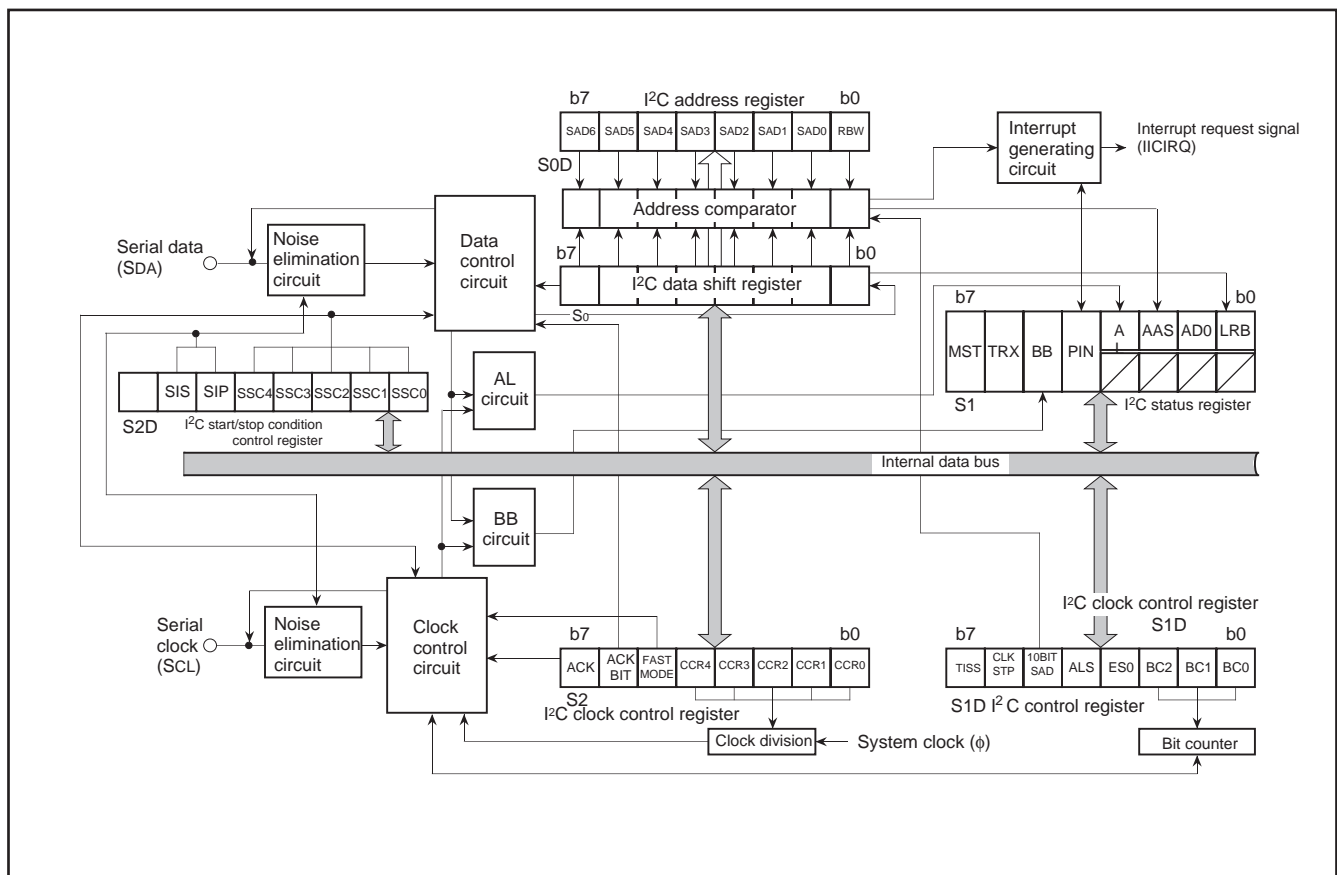 b7 I²C address register b0
SAD6 SAD5 SAD4 SAD3 SAD2 SAD1 SAD0 RBW
S0D
Interrupt
generating
circuit
Interrupt request signal
(IICIRQ)
Address comparator
Serial data
(SDA)
Noise
elimination
circuit
Data
control
circuit
b7 b0
I²C data shift register
S0
b7 b0
MST TRX BB PIN AL AAS AD0 LRB
S1
I²C status register
SIS SIP SSC4 SSC3 SSC2 SSC1 SSC0
S2D
I²C start/stop condition
control register
AL
circuit
Internal data bus
BB
circuit
Serial
clock
(SCL)
Noise
elimination
circuit
Clock
control
circuit
b7 b0
ACK ACK BIT FAST MODE CCR4 CCR3 CCR2 CCR1 CCR0
S2
I²C clock control register
Clock division
System clock (ϕ)
I²C clock control register
S1D
b7 b0
TISS CLK STP 10BIT SAD ALS ES0 BC2 BC1 BC0
S1D I² C control register
Bit counter